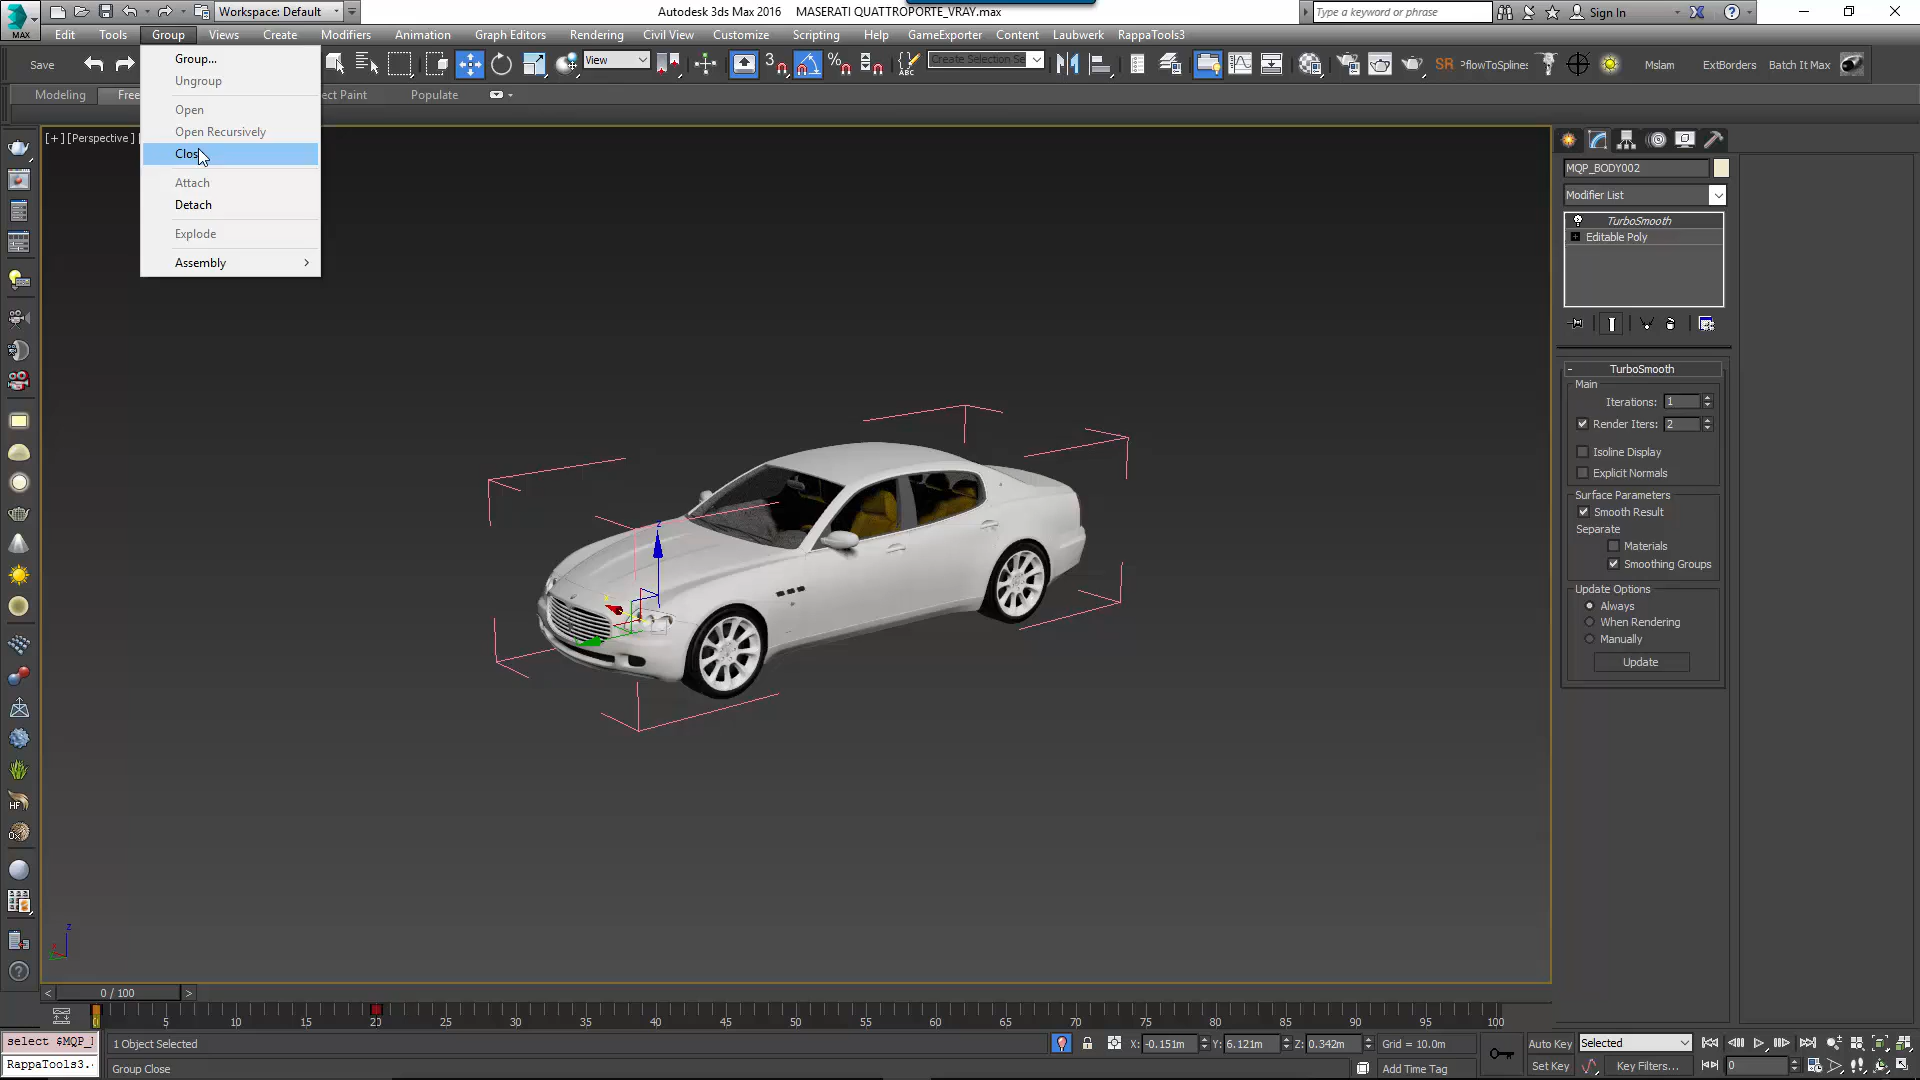 Workspace: Default
Autodesk 3ds Max 2016 MASERATI QUATTROPORTE_VRAY.max
Type a keyword or phrase
Sign In
MAX
Edit Tools Group Views Create Modifiers Animation Graph Editors Rendering Civil View Customize Scripting Help GameExporter Content Laubwerk RappaTools3
Save
View
3
%
ABC
Create Selection Se
SR
PflowToSplines
Mslam
ExtBorders
Batch It Max
Group...
Ungroup
Open
Open Recursively
Clos
Attach
Detach
Explode
Assembly
Modeling
Free
ect Paint
Populate
[+] [Perspective ]
MQP_BODY002
Modifier List
TurboSmooth
Editable Poly
- TurboSmooth
Main
Iterations: 1
Render Iters: 2
Isoline Display
Explicit Normals
Surface Parameters
Smooth Result
Separate
Materials
Smoothing Groups
Update Options
Always
When Rendering
Manually
Update
HF
z
z
0 / 100
0 5 10 15 20 25 30 35 40 45 50 55 60 65 70 75 80 85 90 95 100
select $MQP_I
1 Object Selected
X: -0.151m Y: 6.121m Z: 0.342m
Grid = 10.0m
Auto Key
Selected
RappaTools3.
Group Close
Add Time Tag
Set Key
Key Filters...
0